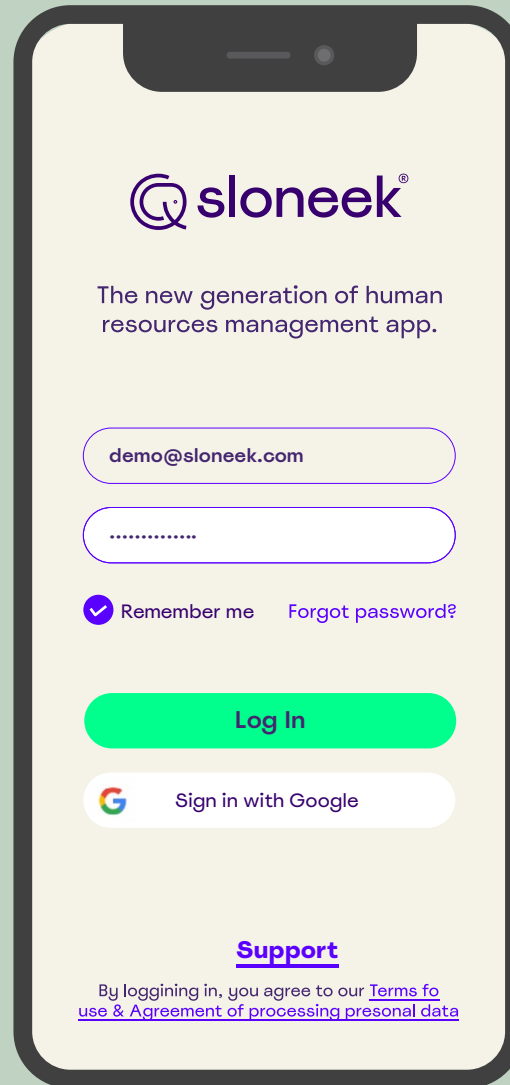 sloneek®
The new generation of human
resources management app.
demo@sloneek.com
••••••••••••••
Remember me Forgot password?
Log In
Sign in with Google
Support
By loggining in, you agree to our Terms fo
use & Agreement of processing presonal data